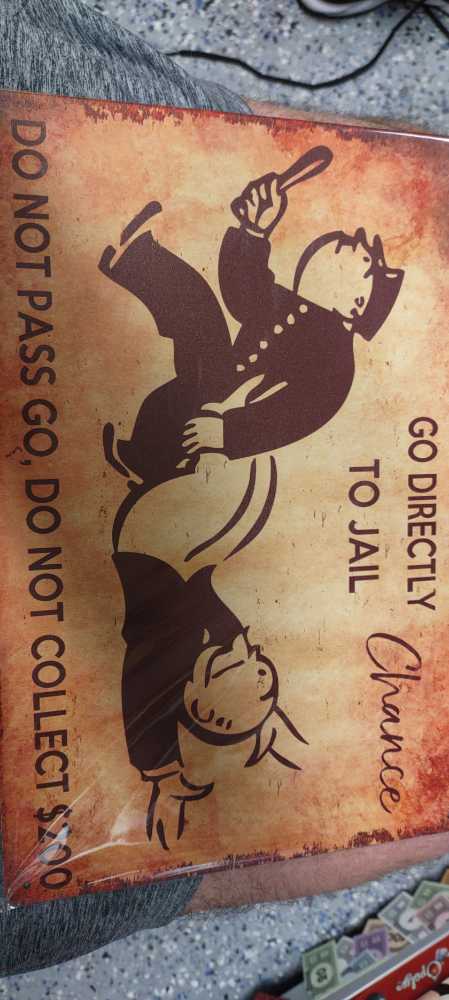 GO DIRECTLY
TO JAIL
Chance
DO NOT PASS GO, DO NOT COLLECT $200